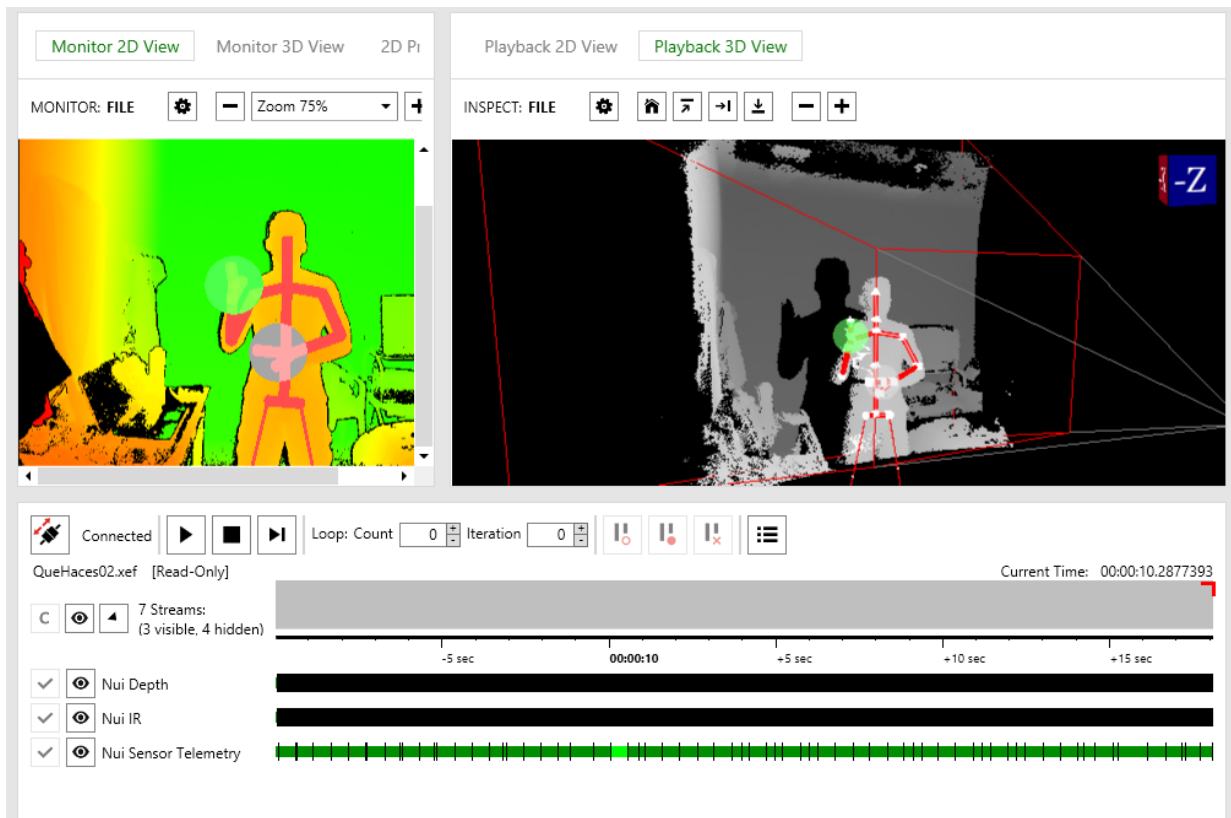 Monitor 2D View Monitor 3D View 2D Pr
Playback 2D View Playback 3D View
MONITOR: FILE Zoom 75%
INSPECT: FILE
-Z
Connected Loop: Count 0 Iteration 0
QueHaces02.xef [Read-Only] Current Time: 00:00:10.2877393
C 7 Streams:
(3 visible, 4 hidden)
-5 sec 00:00:10 +5 sec +10 sec +15 sec
Nui Depth
Nui IR
Nui Sensor Telemetry